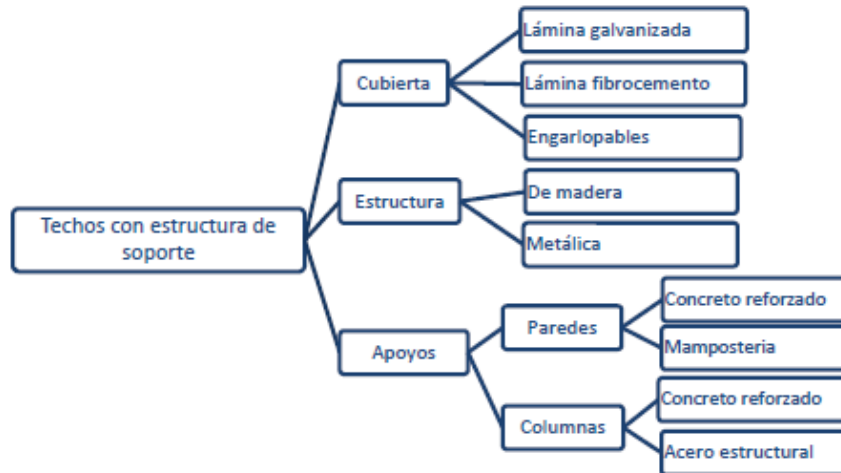 Techos con estructura de
soporte
Cubierta
Lámina galvanizada
Lámina fibrocemento
Engarlopables
Estructura
De madera
Metálica
Apoyos
Paredes
Concreto reforzado
Mamposteria
Columnas
Concreto reforzado
Acero estructural